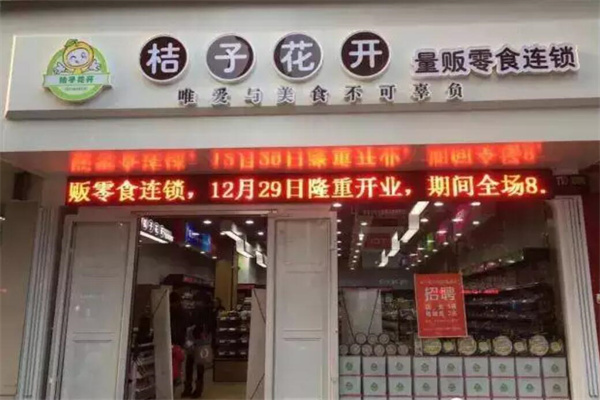 桔子花开
桔子花开 量贩零食连锁
唯爱与美食不可辜负
贩零食连锁，12月29日隆重开业，期间全场8.
招聘